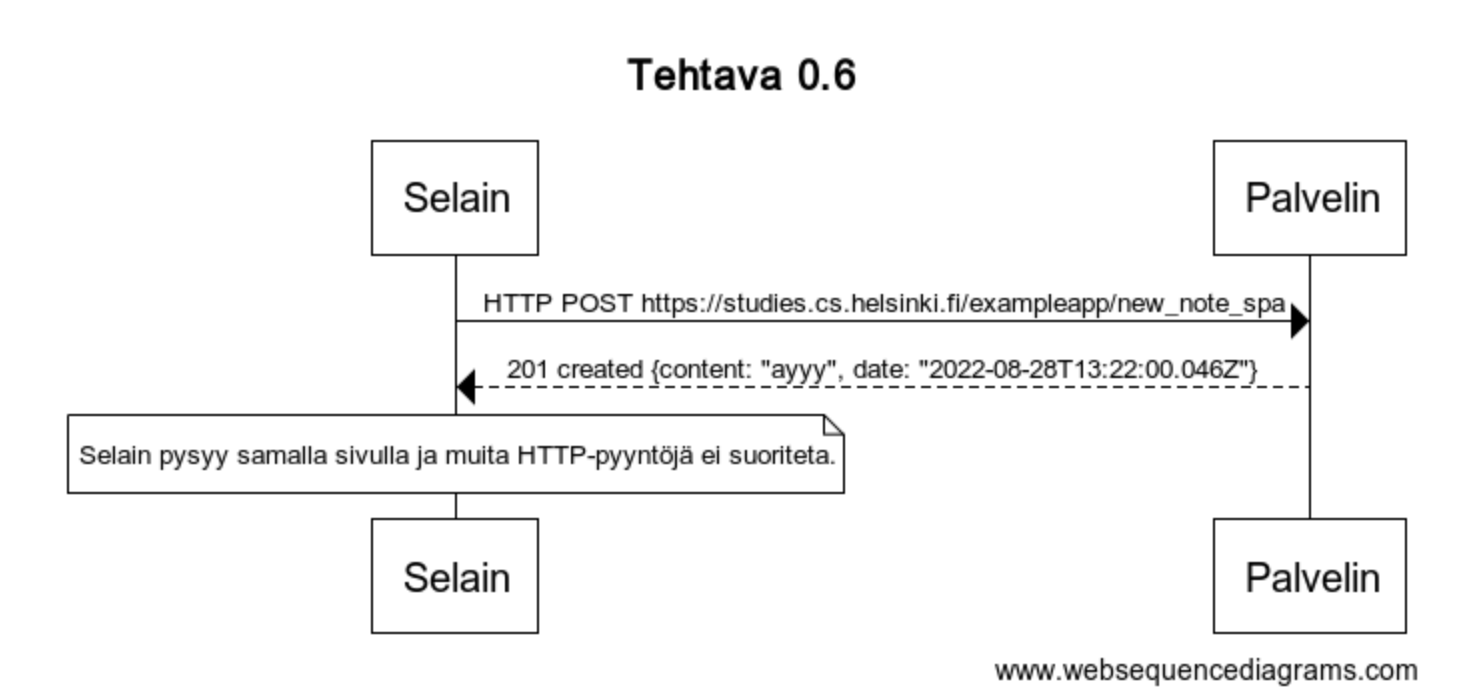 Tehtava 0.6
Selain
Palvelin
HTTP POST https://studies.cs.helsinki.fi/exampleapp/new_note_spa
201 created {content: "ayyy", date: "2022-08-28T13:22:00.046Z"}
Selain pysyy samalla sivulla ja muita HTTP-pyyntöjä ei suoriteta.
Selain
Palvelin
www.websequencediagrams.com